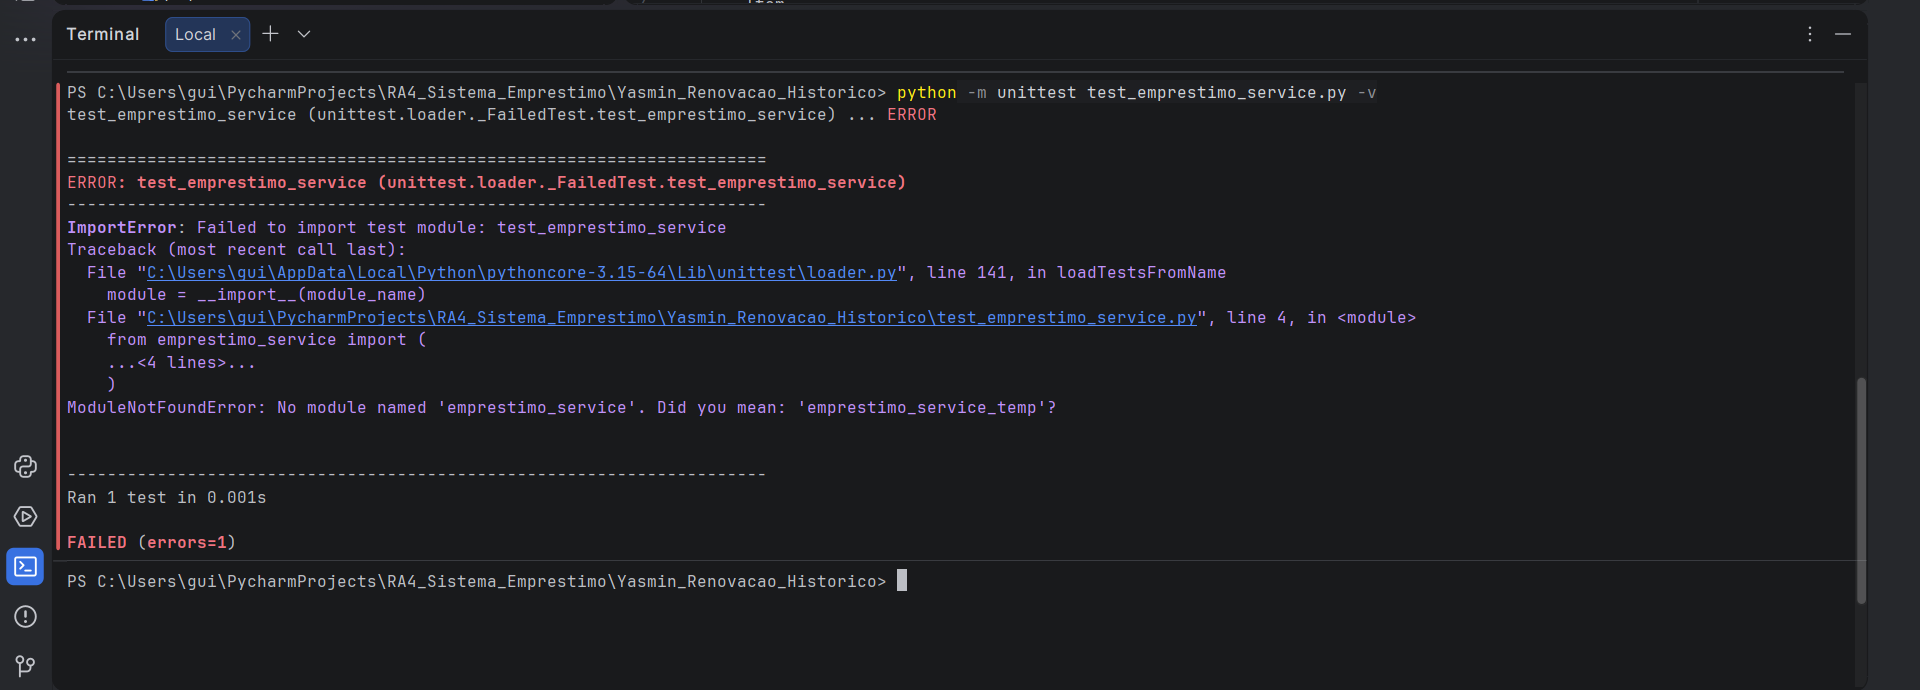 Terminal Local
PS C:\Users\gui\PycharmProjects\RA4_Sistema_Emprestimo\Yasmin_Renovacao_Historico> python -m unittest test_emprestimo_service.py -v
test_emprestimo_service (unittest.loader._FailedTest.test_emprestimo_service) ... ERROR
======================================================================
ERROR: test_emprestimo_service (unittest.loader._FailedTest.test_emprestimo_service)
----------------------------------------------------------------------
ImportError: Failed to import test module: test_emprestimo_service
Traceback (most recent call last):
  File "C:\Users\gui\AppData\Local\Python\pythoncore-3.15-64\Lib\unittest\loader.py", line 141, in loadTestsFromName
    module = __import__(module_name)
  File "C:\Users\gui\PycharmProjects\RA4_Sistema_Emprestimo\Yasmin_Renovacao_Historico\test_emprestimo_service.py", line 4, in <module>
    from emprestimo_service import (
    ...<4 lines>...
    )
ModuleNotFoundError: No module named 'emprestimo_service'. Did you mean: 'emprestimo_service_temp'?
----------------------------------------------------------------------
Ran 1 test in 0.001s
FAILED (errors=1)
PS C:\Users\gui\PycharmProjects\RA4_Sistema_Emprestimo\Yasmin_Renovacao_Historico>